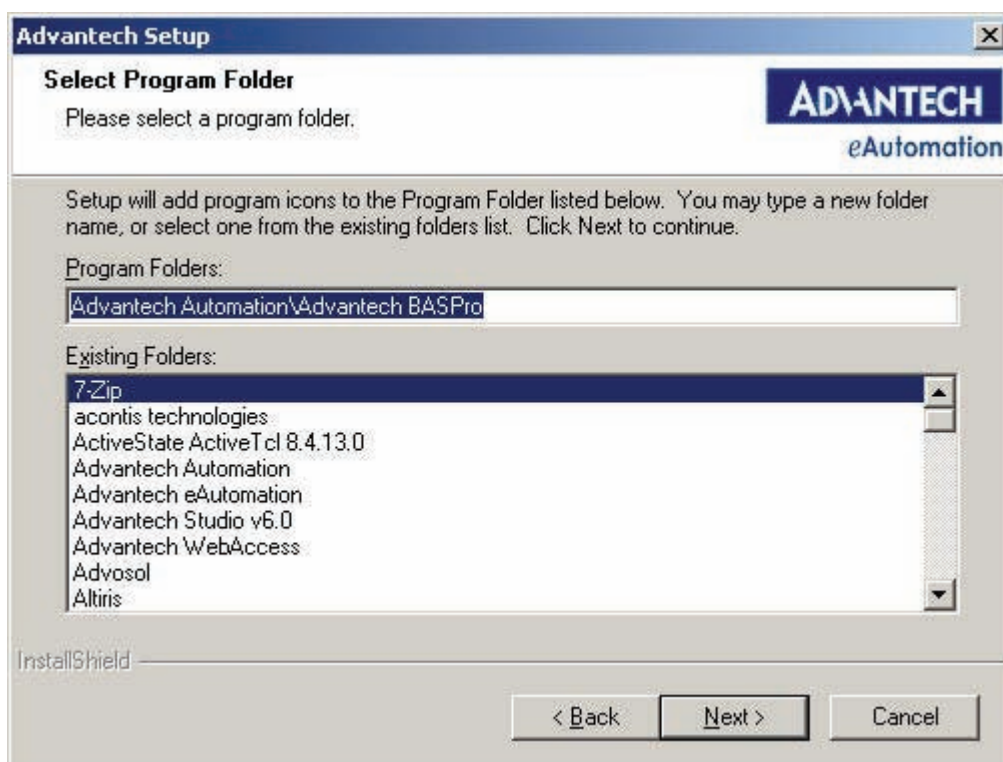 Advantech Setup
Select Program Folder
Please select a program folder.
ADVANTECH
eAutomation
Setup will add program icons to the Program Folder listed below.  You may type a new folder
name, or select one from the existing folders list.  Click Next to continue.
Program Folders:
Advantech Automation\Advantech BASPro
Existing Folders:
7-Zip
acontis technologies
ActiveState ActiveTcl 8.4.13.0
Advantech Automation
Advantech eAutomation
Advantech Studio v6.0
Advantech WebAccess
Advosol
Altiris
InstallShield
< Back
Next >
Cancel